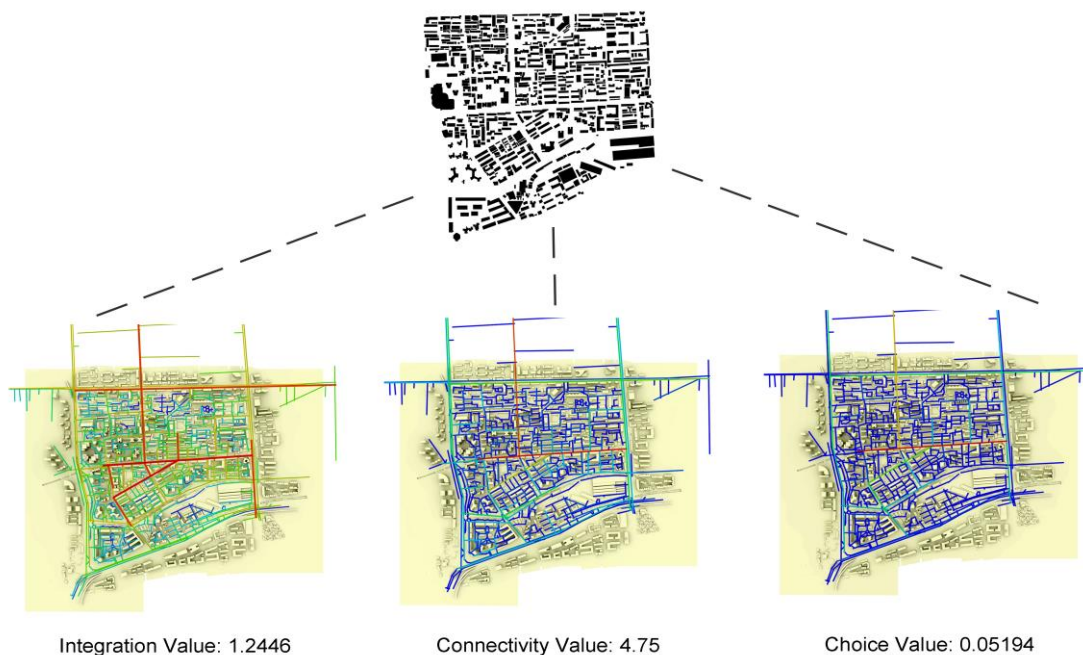 Integration Value: 1.2446
Connectivity Value: 4.75
Choice Value: 0.05194